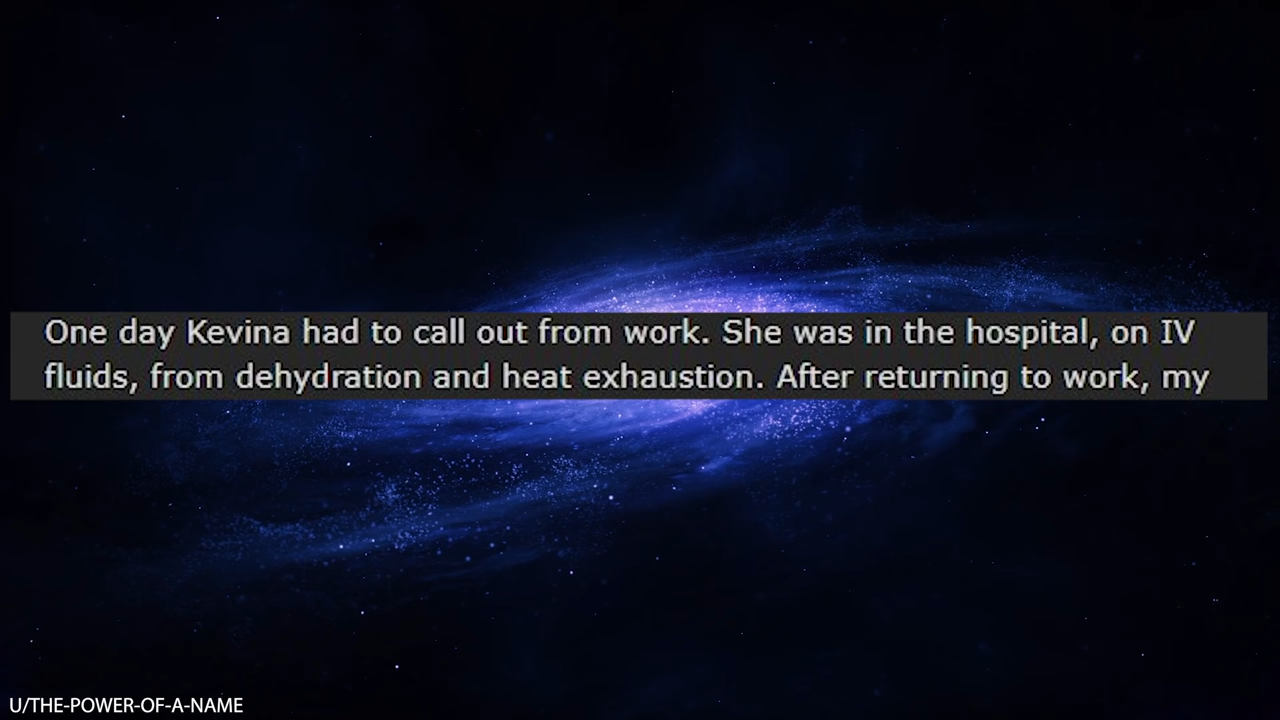 One day Kevina had to call out from work. She was in the hospital, on IV
fluids, from dehydration and heat exhaustion. After returning to work, my
U/THE-POWER-OF-A-NAME